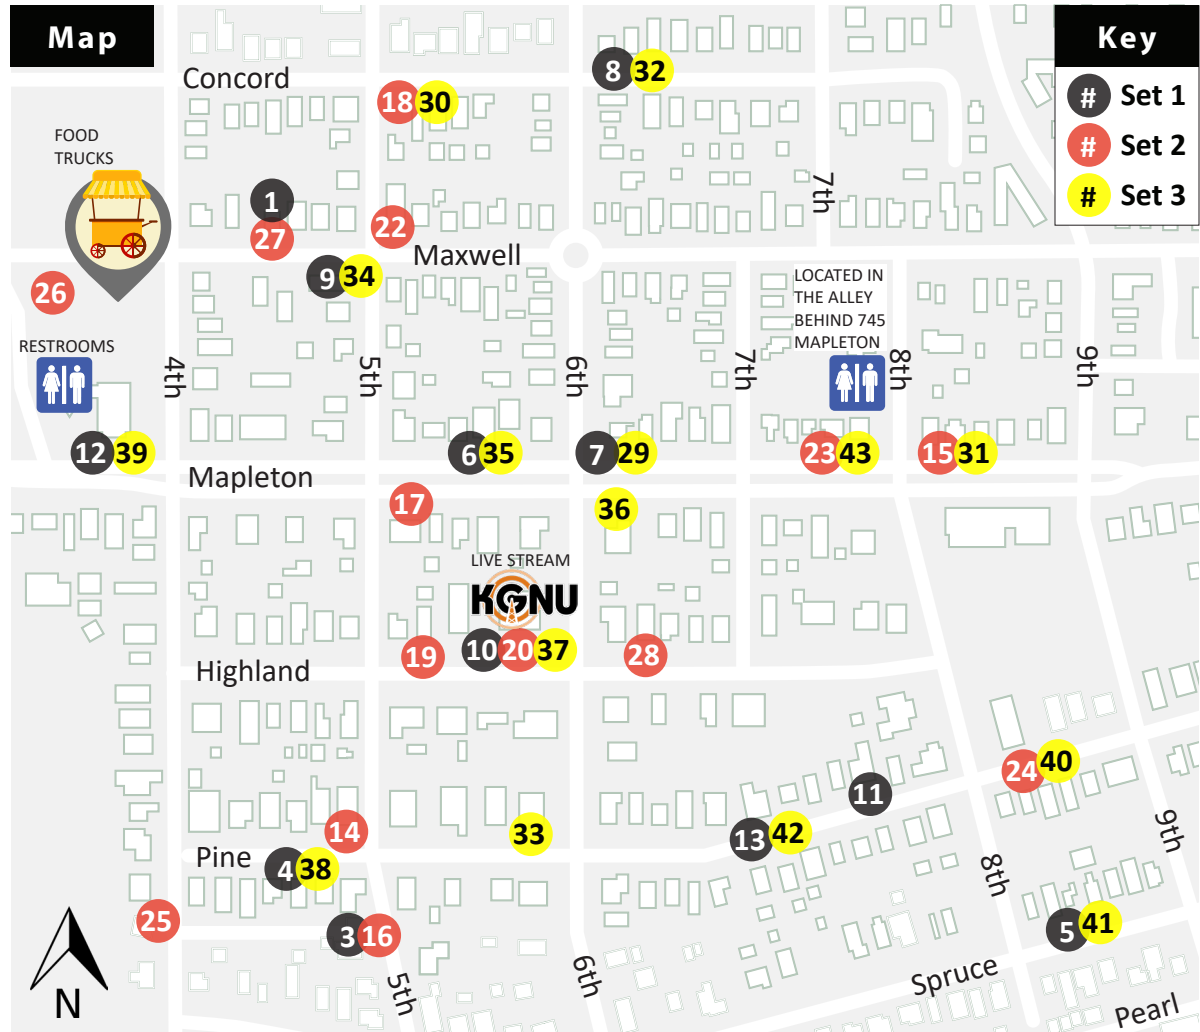 Map
Key
# Set 1
# Set 2
# Set 3
Concord
8 32
18 30
FOOD
TRUCKS
7th
1
27
22
Maxwell
9 34
26
LOCATED IN
THE ALLEY
BEHIND 745
MAPLETON
RESTROOMS
4th
5th
6th
7th
8th
9th
12 39
6 35
7 29
23 43
15 31
Mapleton
17
36
LIVE STREAM
KGNU
19
10 20 37
28
Highland
24 40
11
14
33
13 42
9th
Pine
4 38
8th
25
3 16
5 41
5th
6th
Spruce
Pearl
N